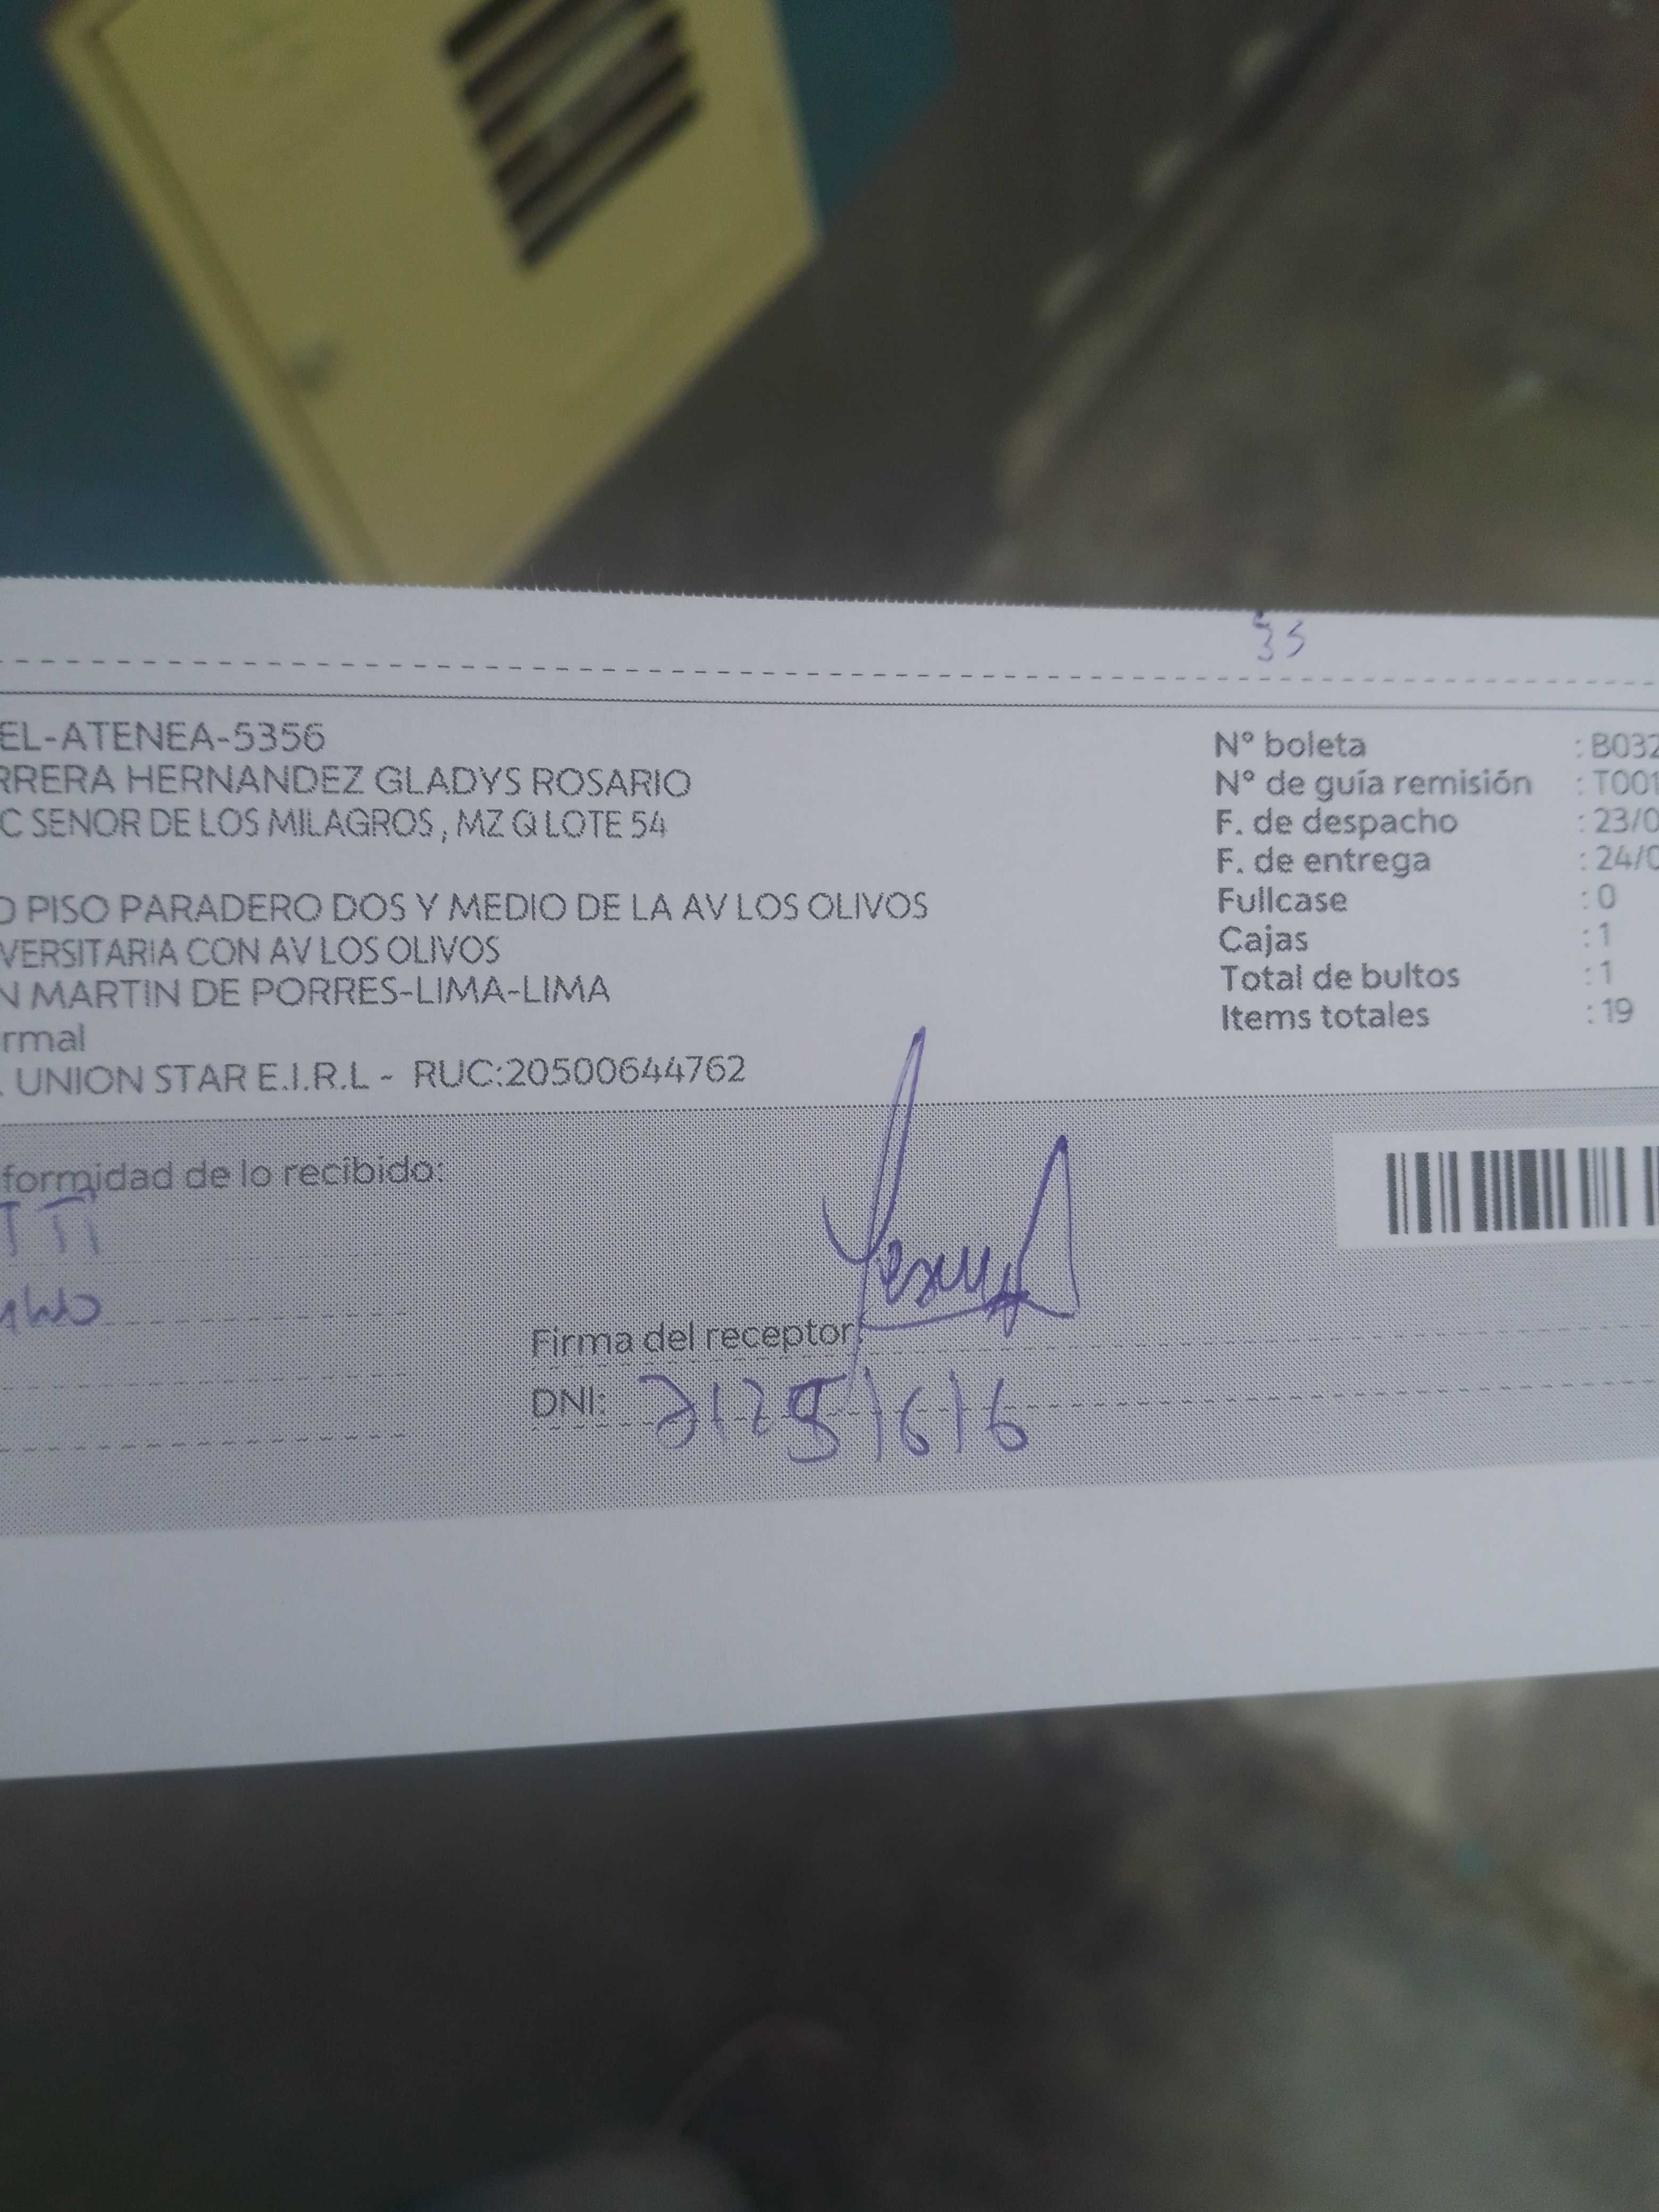 35
EL-ATENEA-5356
RRERA HERNANDEZ GLADYS ROSARIO
C SENOR DE LOS MILAGROS, MZ Q LOTE 54
O PISO PARADERO DOS Y MEDIO DE LA AV LOS OLIVOS
VERSITARIA CON AV LOS OLIVOS
N MARTIN DE PORRES-LIMA-LIMA
rmal
UNION STAR E.I.R.L - RUC:20500644762
N° boleta : B032
N° de guía remisión : T001
F. de despacho : 23/0
F. de entrega : 24/0
Fullcase : 0
Cajas : 1
Total de bultos : 1
Items totales : 19
formidad de lo recibido:
Firma del receptor:
DNI: